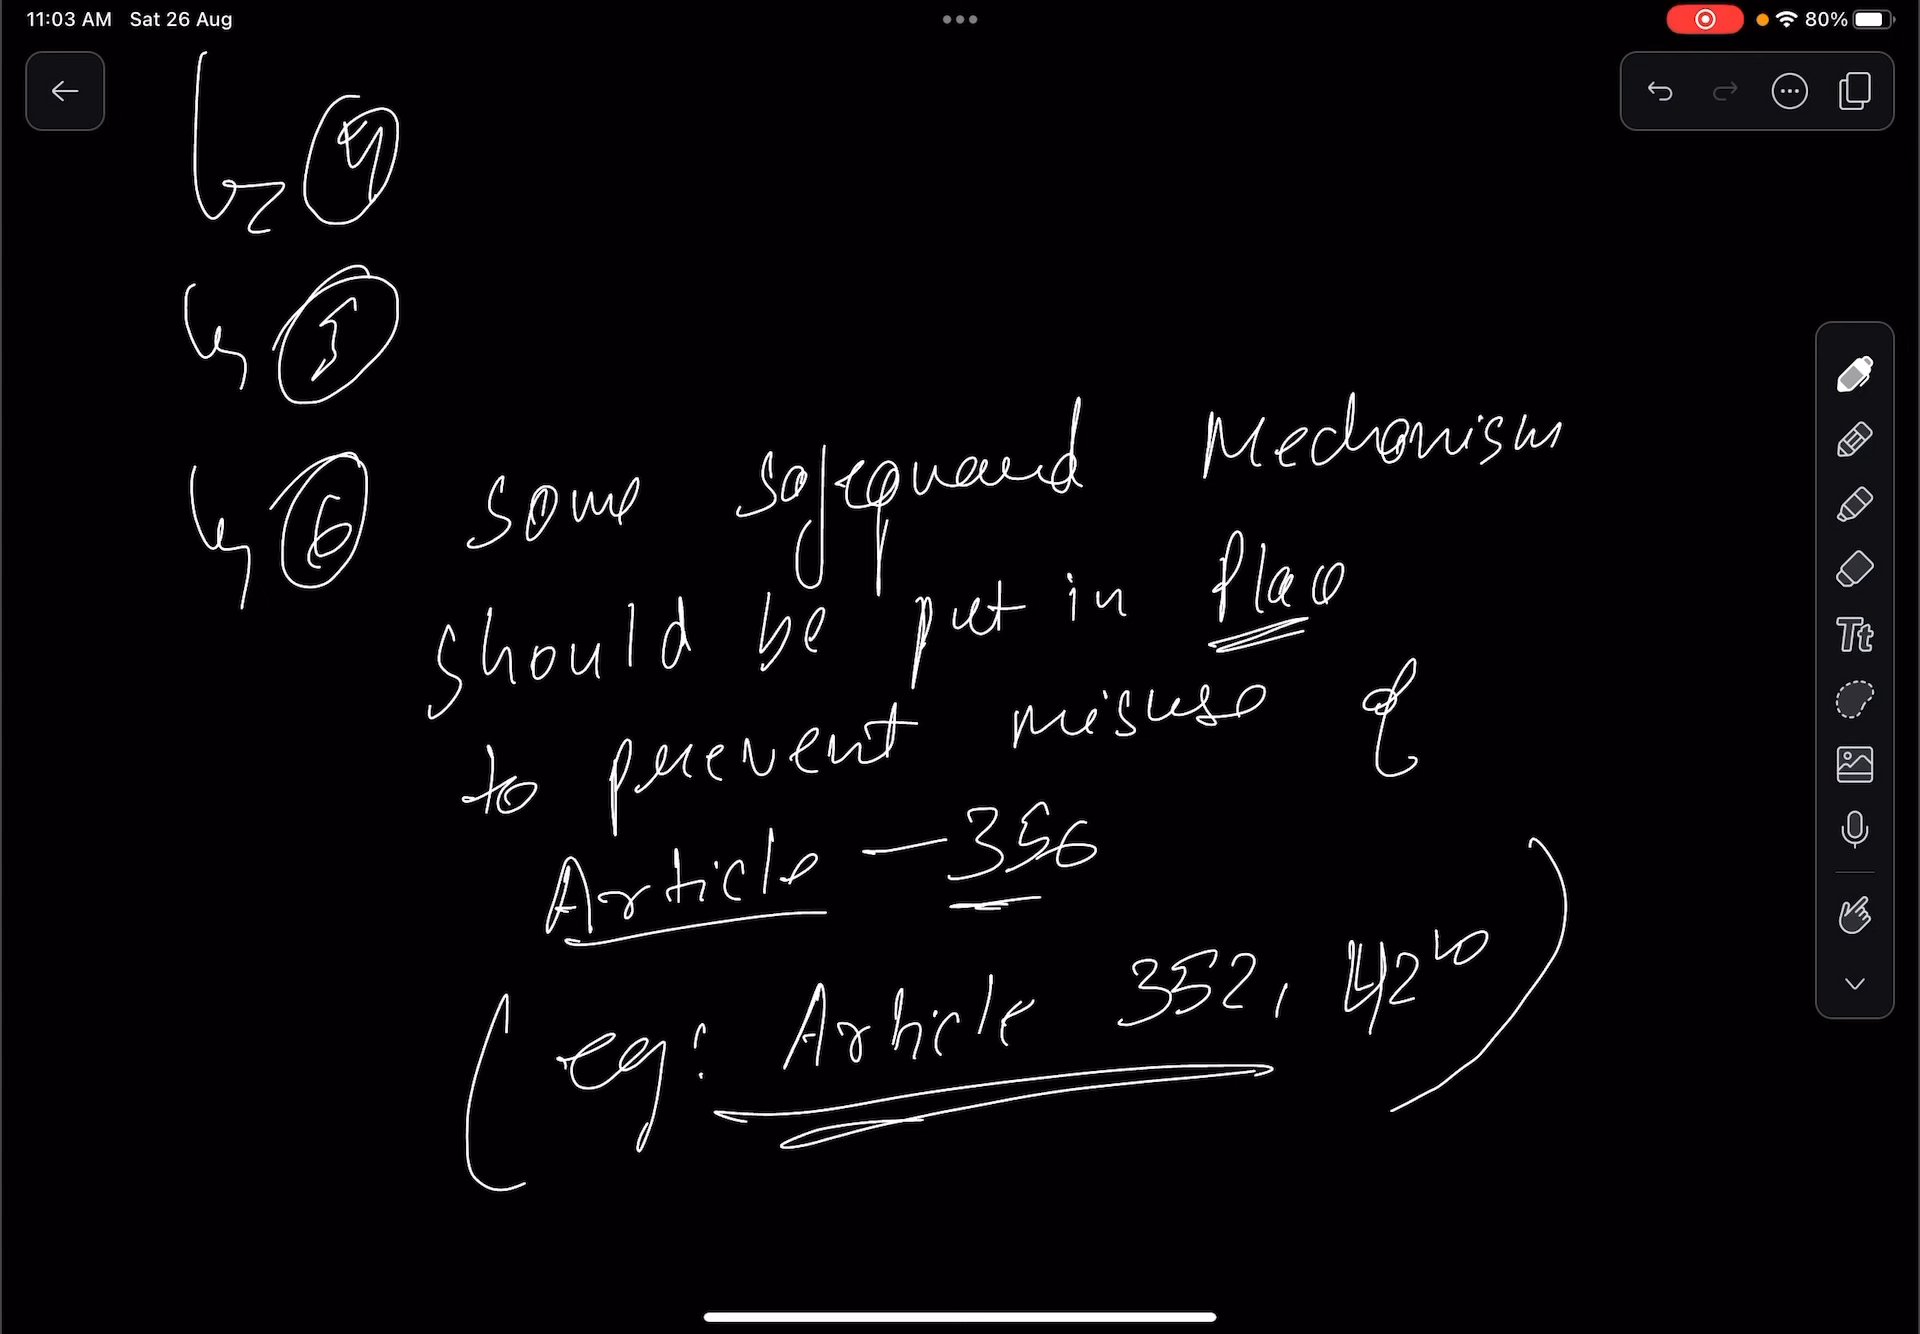 11:03 AM Sat 26 Aug
80%
4
5
6 some safeguard Mechanism
should be put in Place
to prevent misuse of
Article - 356
(eg: Article 352,
Tt